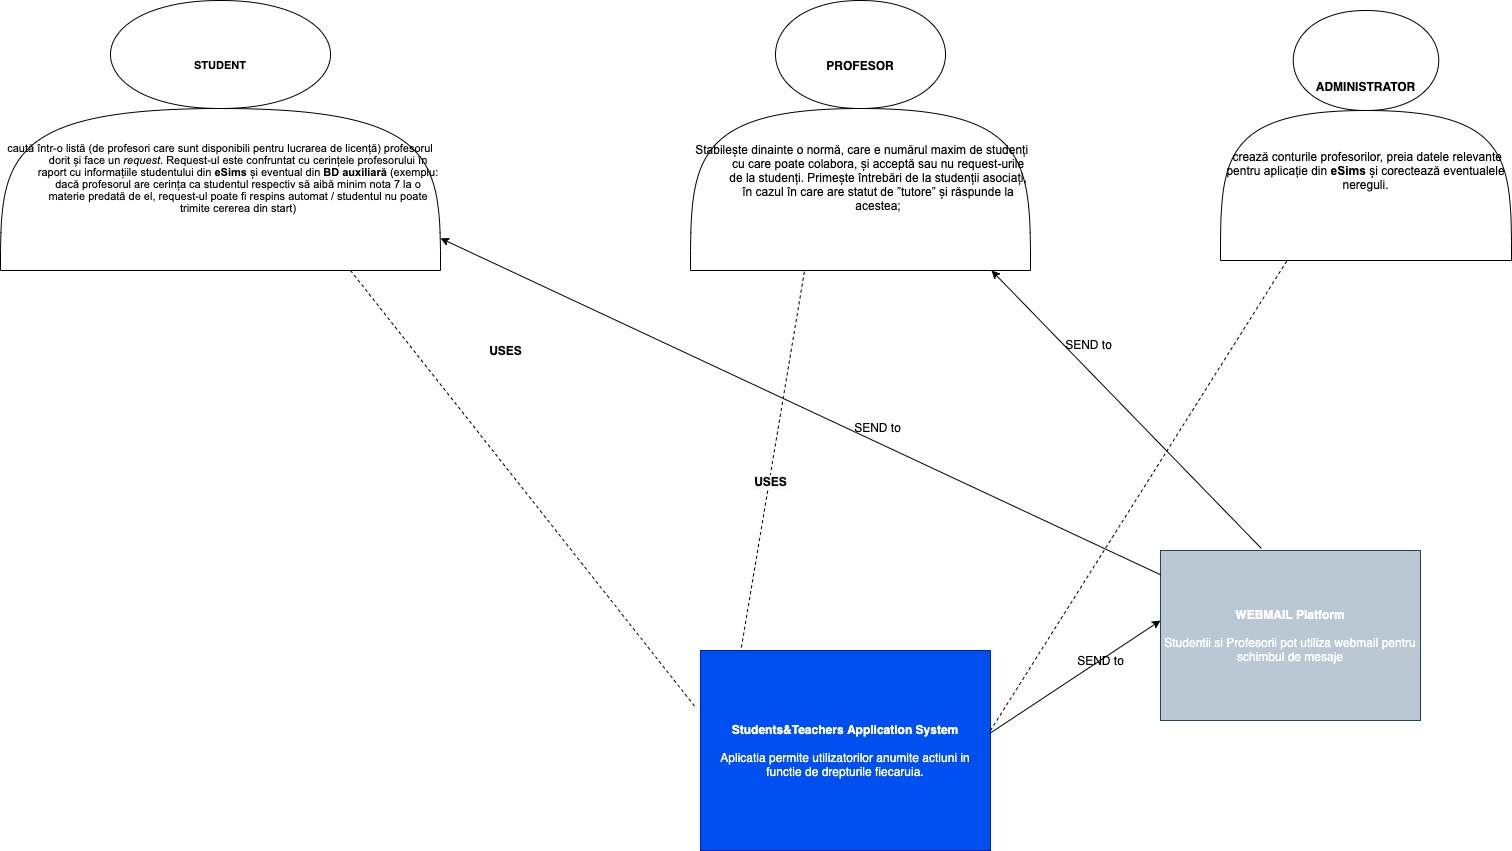 STUDENT
caută într-o listă (de profesori care sunt disponibili pentru lucrarea de licență) profesorul
dorit și face un request. Request-ul este confruntat cu cerințele profesorului în
raport cu informațiile studentului din eSims și eventual din BD auxiliară (exemplu:
dacă profesorul are cerința ca studentul respectiv să aibă minim nota 7 la o
materie predată de el, request-ul poate fi respins automat / studentul nu poate
trimite cererea din start)
PROFESOR
Stabilește dinainte o normă, care e numărul maxim de studenți
cu care poate colabora, și acceptă sau nu request-urile
de la studenți. Primește întrebări de la studenții asociați,
în cazul în care are statut de ”tutore” și răspunde la
acestea;
ADMINISTRATOR
crează conturile profesorilor, preia datele relevante
pentru aplicație din eSims și corectează eventualele
nereguli.
USES
SEND to
SEND to
USES
WEBMAIL Platform
Studentii si Profesorii pot utiliza webmail pentru
schimbul de mesaje
SEND to
Students&Teachers Application System
Aplicatia permite utilizatorilor anumite actiuni in
functie de drepturile fiecaruia.